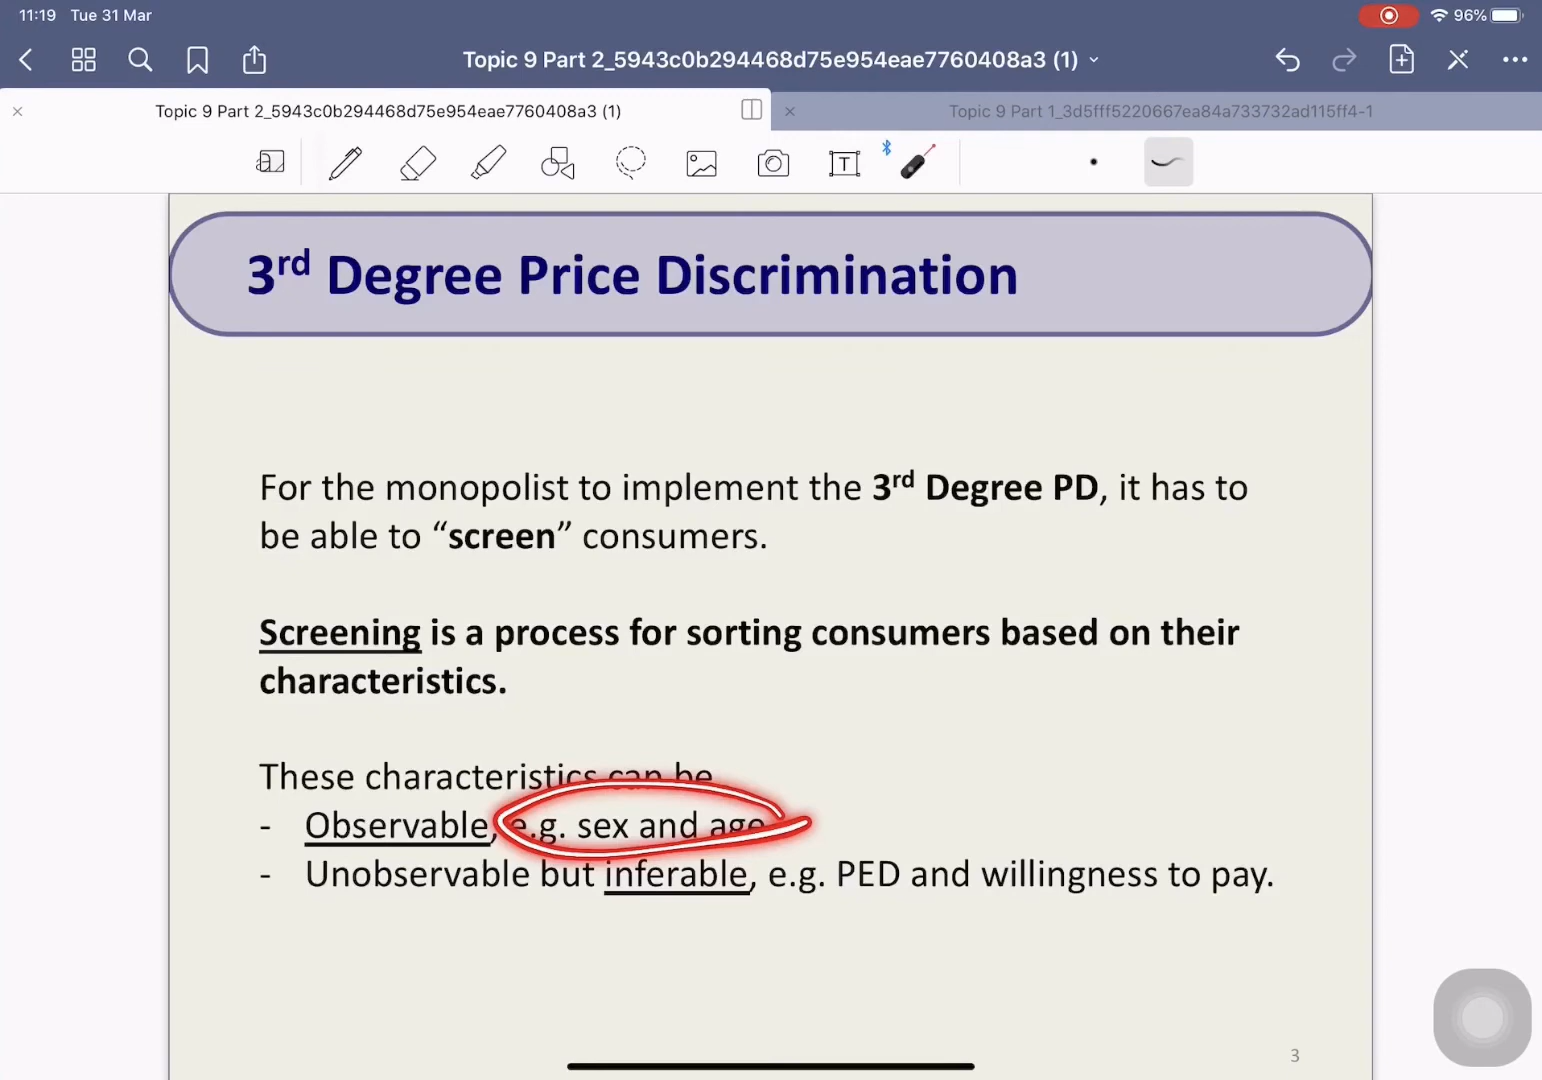 11:19 Tue 31 Mar
96%
Topic 9 Part 2_5943c0b294468d75e954eae7760408a3 (1)
Topic 9 Part 2_5943c0b294468d75e954eae7760408a3 (1)
Topic 9 Part 1_3d5fff5220667ea84a733732ad115ff4-1
3rd Degree Price Discrimination
For the monopolist to implement the 3rd Degree PD, it has to
be able to “screen” consumers.
Screening is a process for sorting consumers based on their
characteristics.
These characteristics can be
- Observable, e.g. sex and age
- Unobservable but inferable, e.g. PED and willingness to pay.
3